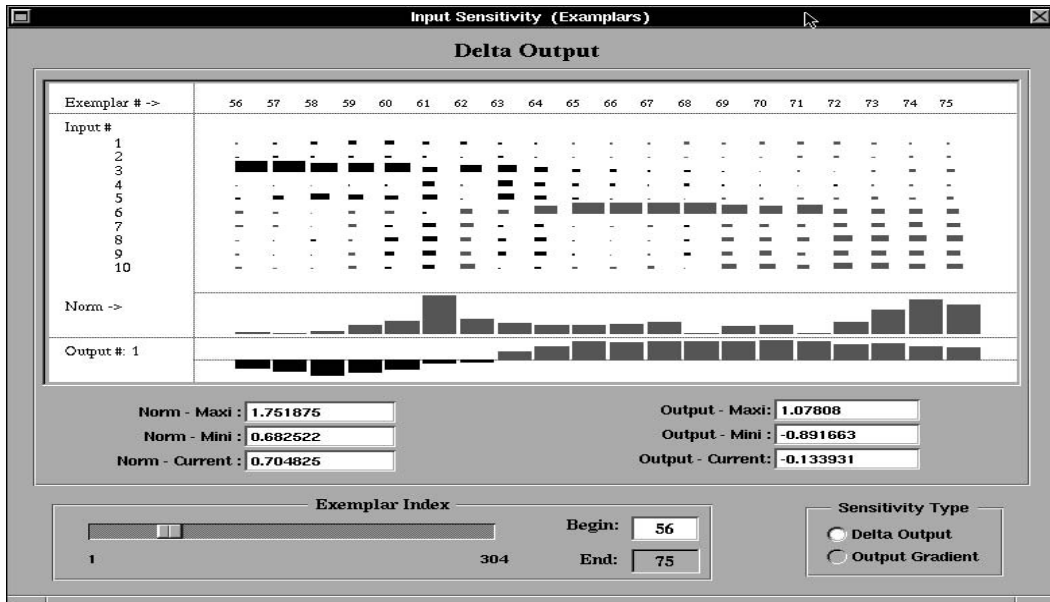 Input Sensitivity (Examplars)
Delta Output
Exemplar # -> 56 57 58 59 60 61 62 63 64 65 66 67 68 69 70 71 72 73 74 75
Input #
1
2
3
4
5
6
7
8
9
10
Norm ->
Output #: 1
Norm - Maxi : 1.751875
Norm - Mini : 0.682522
Norm - Current : 0.704825
Output - Maxi: 1.07808
Output - Mini : -0.891663
Output - Current: -0.133931
Exemplar Index
1 304
Begin: 56
End: 75
Sensitivity Type
Delta Output
Output Gradient